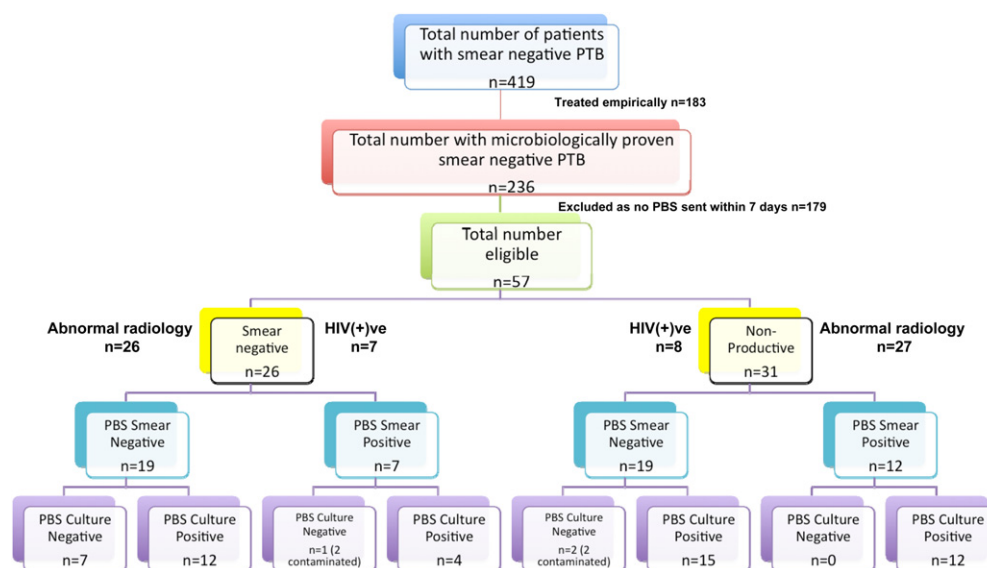 Total number of patients
with smear negative PTB
n=419
Treated empirically n=183
Total number with microbiologically proven
smear negative PTB
n=236
Excluded as no PBS sent within 7 days n=179
Total number
eligible
n=57
Abnormal radiology
n=26
Smear
negative
n=26
HIV(+)ve
n=7
HIV(+)ve
n=8
Non-
Productive
n=31
Abnormal radiology
n=27
PBS Smear
Negative
n=19
PBS Smear
Positive
n=7
PBS Smear
Negative
n=19
PBS Smear
Positive
n=12
PBS Culture
Negative
n=7
PBS Culture
Positive
n=12
PBS Culture
Negative
n=1 (2
contaminated)
PBS Culture
Positive
n=4
PBS Culture
Negative
n=2 (2
contaminated)
PBS Culture
Positive
n=15
PBS Culture
Negative
n=0
PBS Culture
Positive
n=12